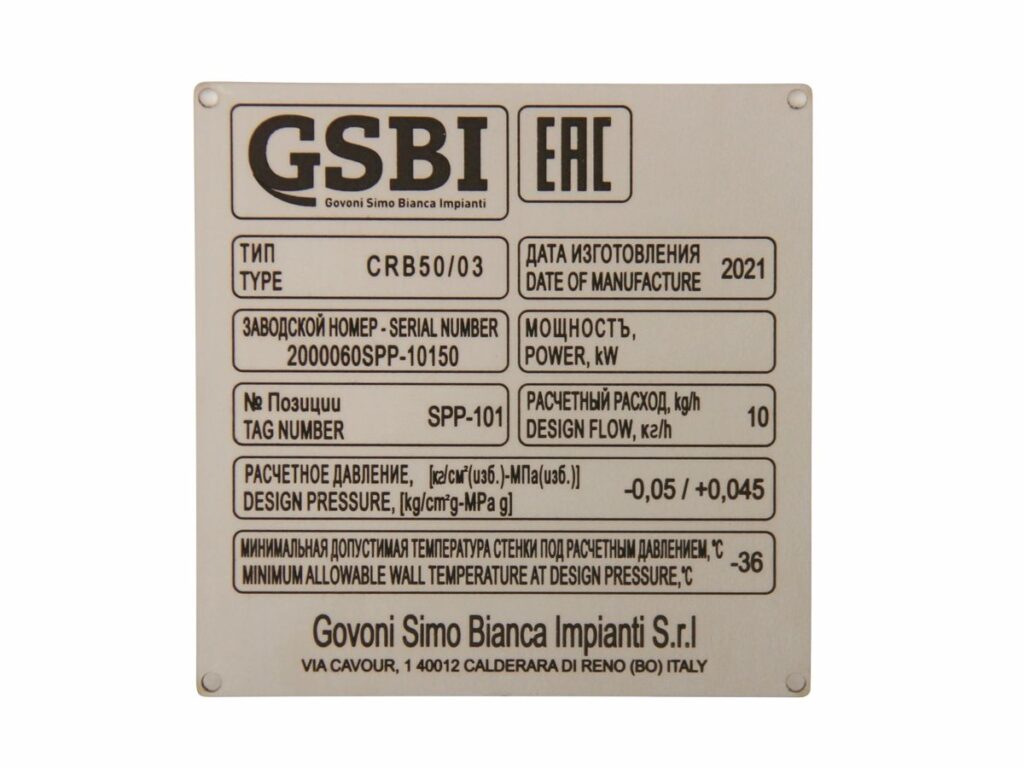 GSBI
Govoni Simo Bianca Impianti
EAC
ТИП
TYPE
CRB50/03
ДАТА ИЗГОТОВЛЕНИЯ
DATE OF MANUFACTURE
2021
ЗАВОДСКОЙ НОМЕР - SERIAL NUMBER
2000060SPP-10150
МОЩНОСТЪ,
POWER, kW
№ Позиции
TAG NUMBER
SPP-101
РАСЧЕТНЫЙ РАСХОД, kg/h
DESIGN FLOW, кг/h
10
РАСЧЕТНОЕ ДАВЛЕНИЕ, [кг/см²(изб.)-МПа(изб.)]
DESIGN PRESSURE, [kg/cm²g-MPa g]
-0,05 / +0,045
МИНИМАЛЬНАЯ ДОПУСТИМАЯ ТЕМПЕРАТУРА СТЕНКИ ПОД РАСЧЕТНЫМ ДАВЛЕНИЕМ, °C
MINIMUM ALLOWABLE WALL TEMPERATURE AT DESIGN PRESSURE,°C
-36
Govoni Simo Bianca Impianti S.r.l
VIA CAVOUR, 1 40012 CALDERARA DI RENO (BO) ITALY